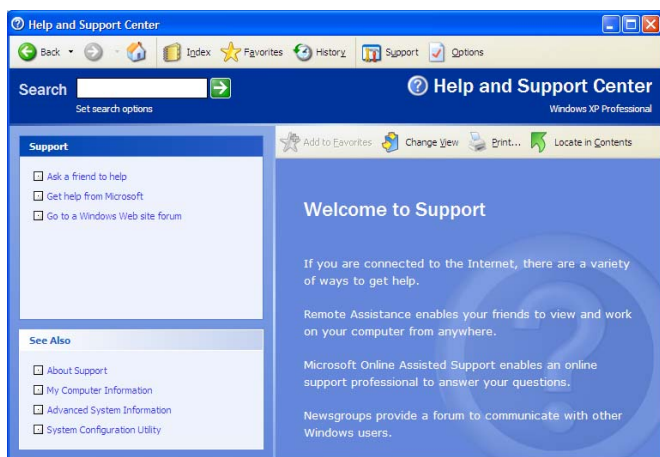 Help and Support Center
Back
Index Favorites History Support Options
Search
Help and Support Center
Set search options
Windows XP Professional
Support
Ask a friend to help
Get help from Microsoft
Go to a Windows Web site forum
See Also
About Support
My Computer Information
Advanced System Information
System Configuration Utility
Add to Favorites Change View Print... Locate in Contents
Welcome to Support
If you are connected to the Internet, there are a variety
of ways to get help.
Remote Assistance enables your friends to view and work
on your computer from anywhere.
Microsoft Online Assisted Support enables an online
support professional to answer your questions.
Newsgroups provide a forum to communicate with other
Windows users.